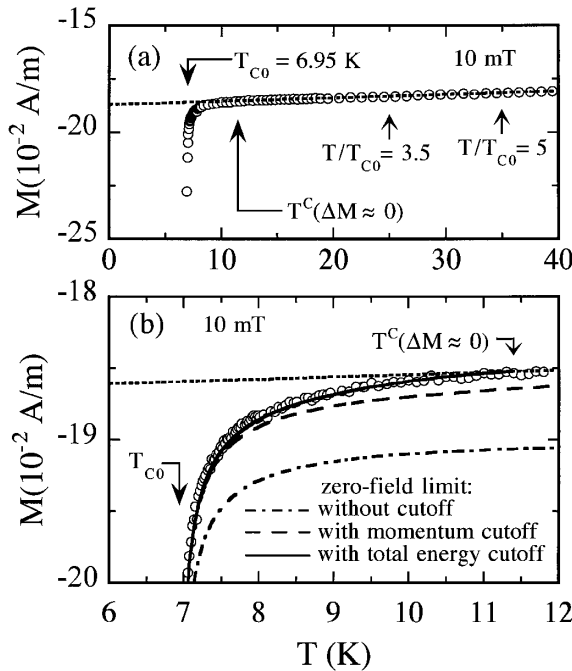 -15
(a)
T_C0 = 6.95 K
10 mT
M(10^-2 A/m)
-20
T/T_C0 = 3.5
T/T_C0 = 5
T^C(ΔM ≈ 0)
-25
0 10 20 30 40
-18
(b)
10 mT
T^C(ΔM ≈ 0)
M(10^-2 A/m)
-19
T_C0
zero-field limit:
without cutoff
with momentum cutoff
with total energy cutoff
-20
6 7 8 9 10 11 12
T (K)